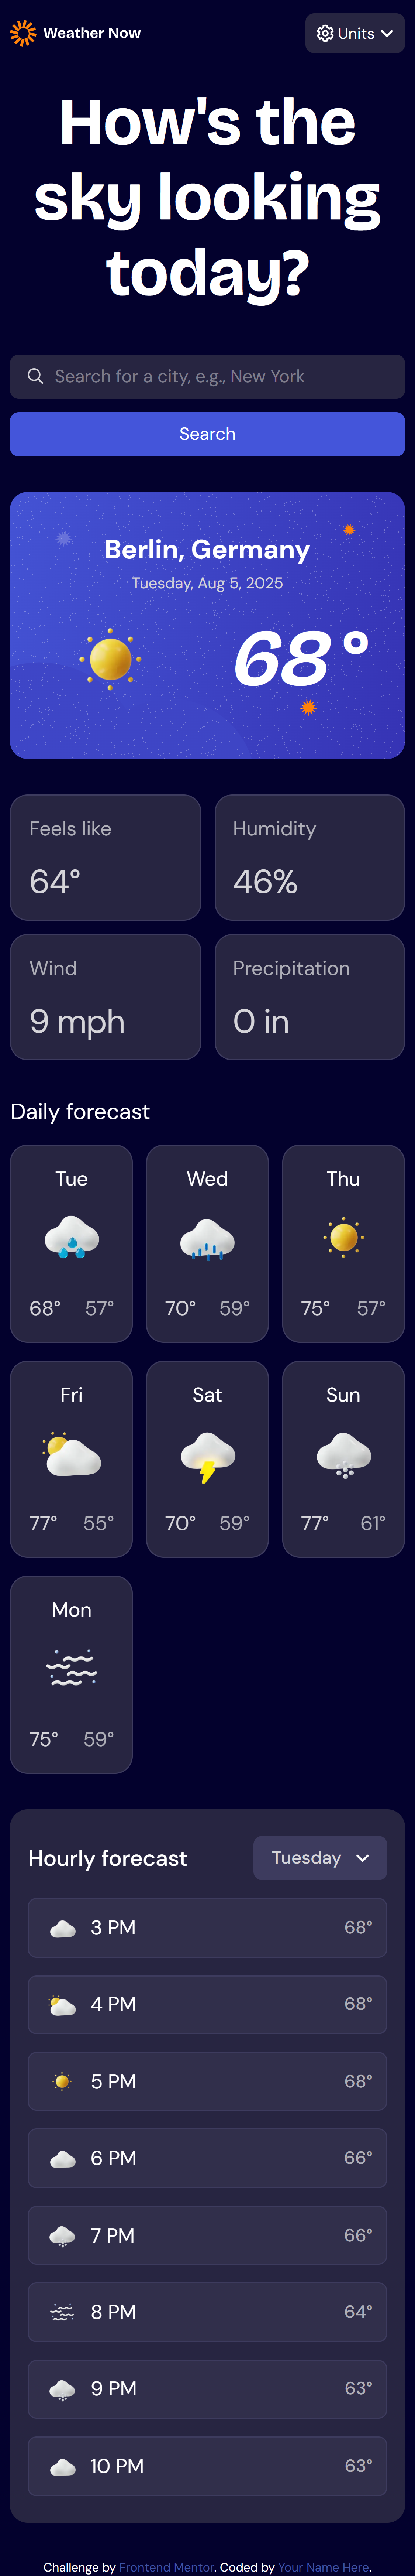 Weather Now
Units
How's the
sky looking
today?
Search for a city, e.g., New York
Search
Berlin, Germany
Tuesday, Aug 5, 2025
68°
Feels like
64°
Humidity
46%
Wind
9 mph
Precipitation
0 in
Daily forecast
Tue
68° 57°
Wed
70° 59°
Thu
75° 57°
Fri
77° 55°
Sat
70° 59°
Sun
77° 61°
Mon
75° 59°
Hourly forecast
Tuesday
3 PM 68°
4 PM 68°
5 PM 68°
6 PM 66°
7 PM 66°
8 PM 64°
9 PM 63°
10 PM 63°
Challenge by Frontend Mentor. Coded by Your Name Here.